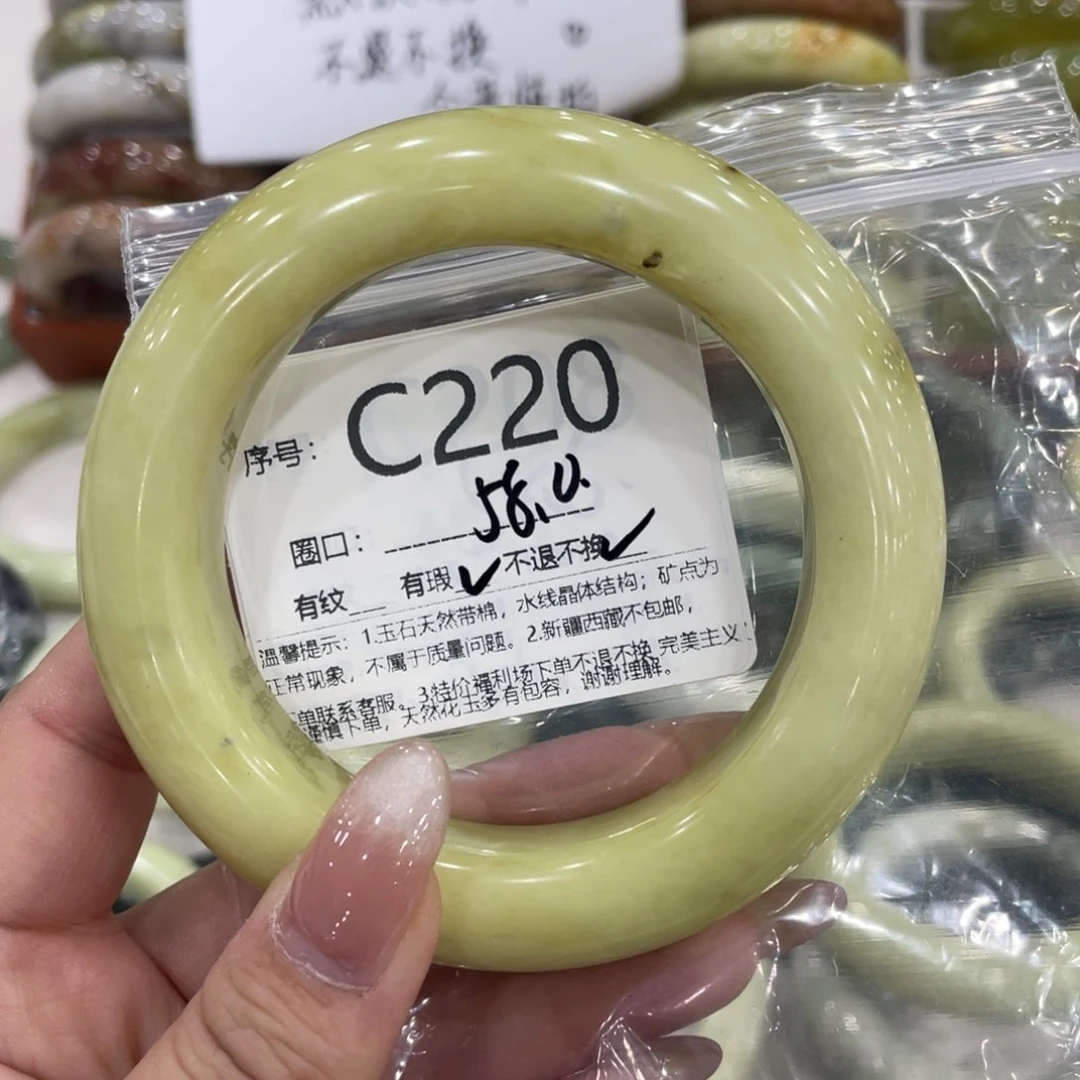 不退不换
序号: C220
圈口: 58.0.
有纹 有瑕 ✓ 不退不换 ✓
温馨提示: 1.玉石天然带棉, 水线晶体结构; 矿点为
正常现象, 不属于质量问题。2.新疆西藏不包邮,
单联系客服。3.特价福利场下单不退不换 完美主义
谨慎下单, 天然化玉多有包容, 谢谢理解。